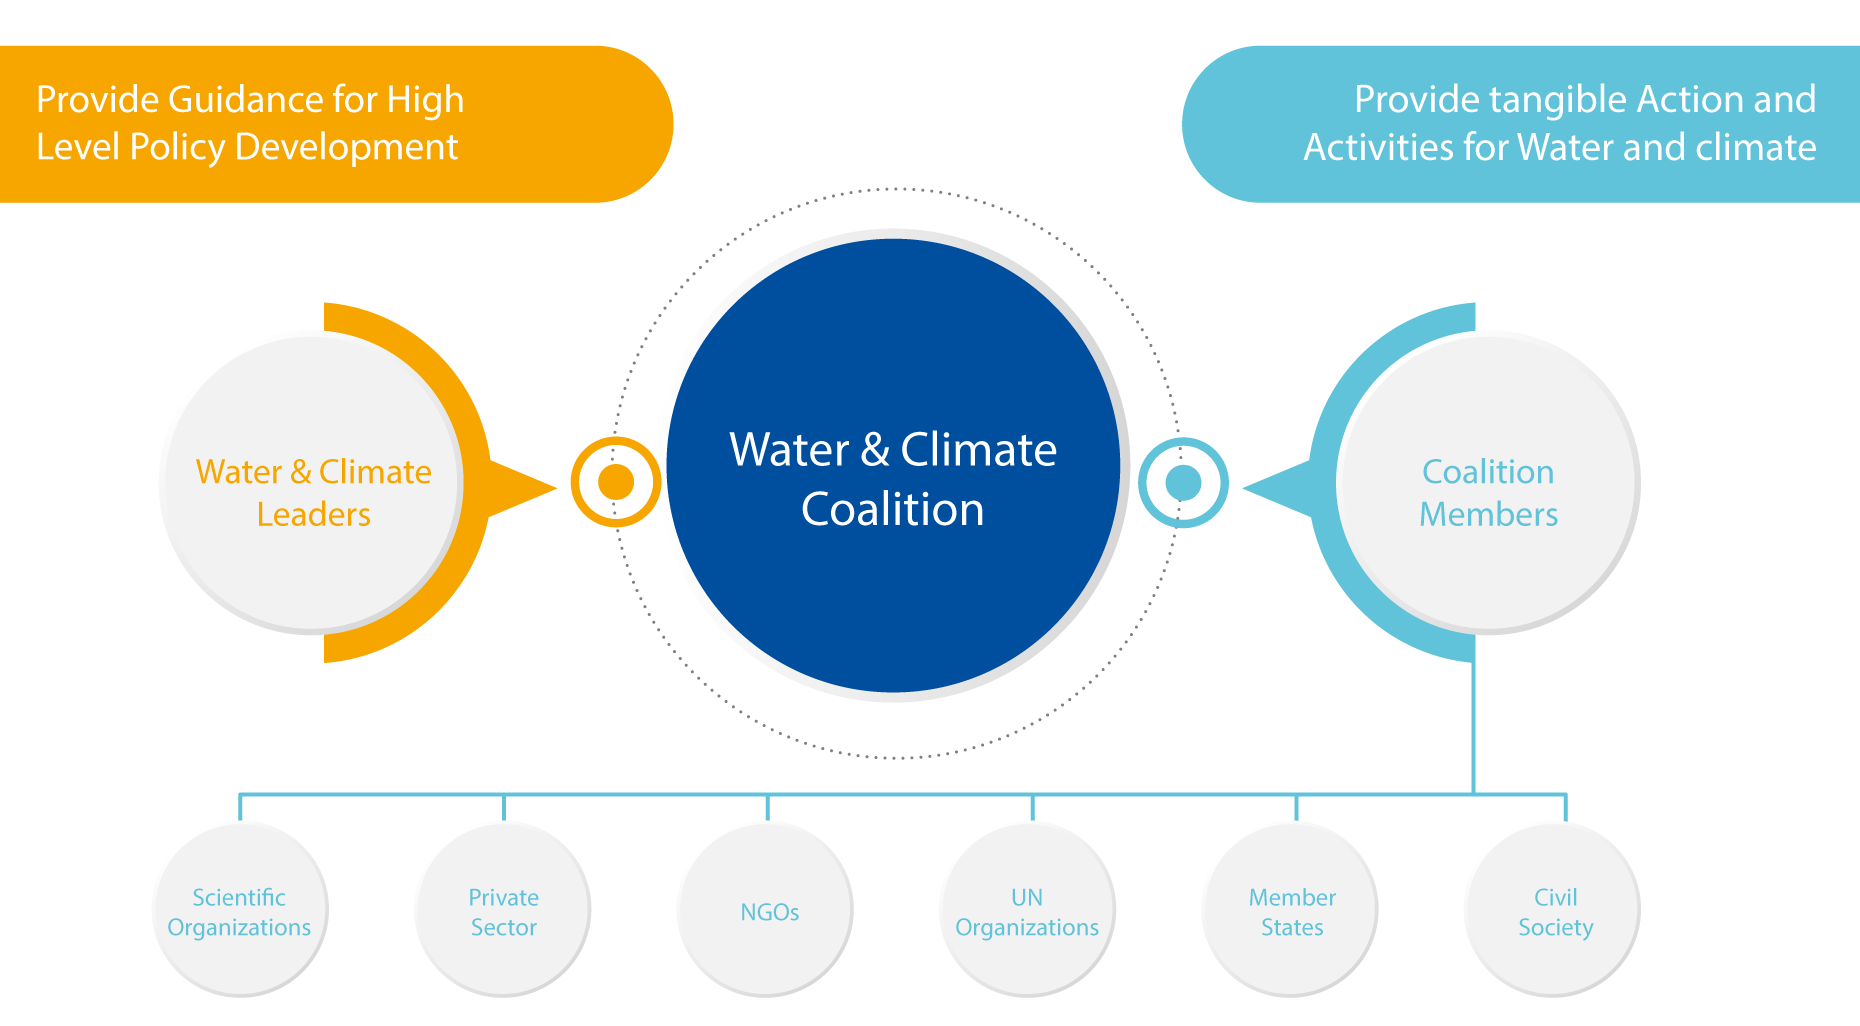 Provide Guidance for High
Level Policy Development
Provide tangible Action and
Activities for Water and climate
Water & Climate
Leaders
Water & Climate
Coalition
Coalition
Members
Scientific
Organizations
Private
Sector
NGOs
UN
Organizations
Member
States
Civil
Society